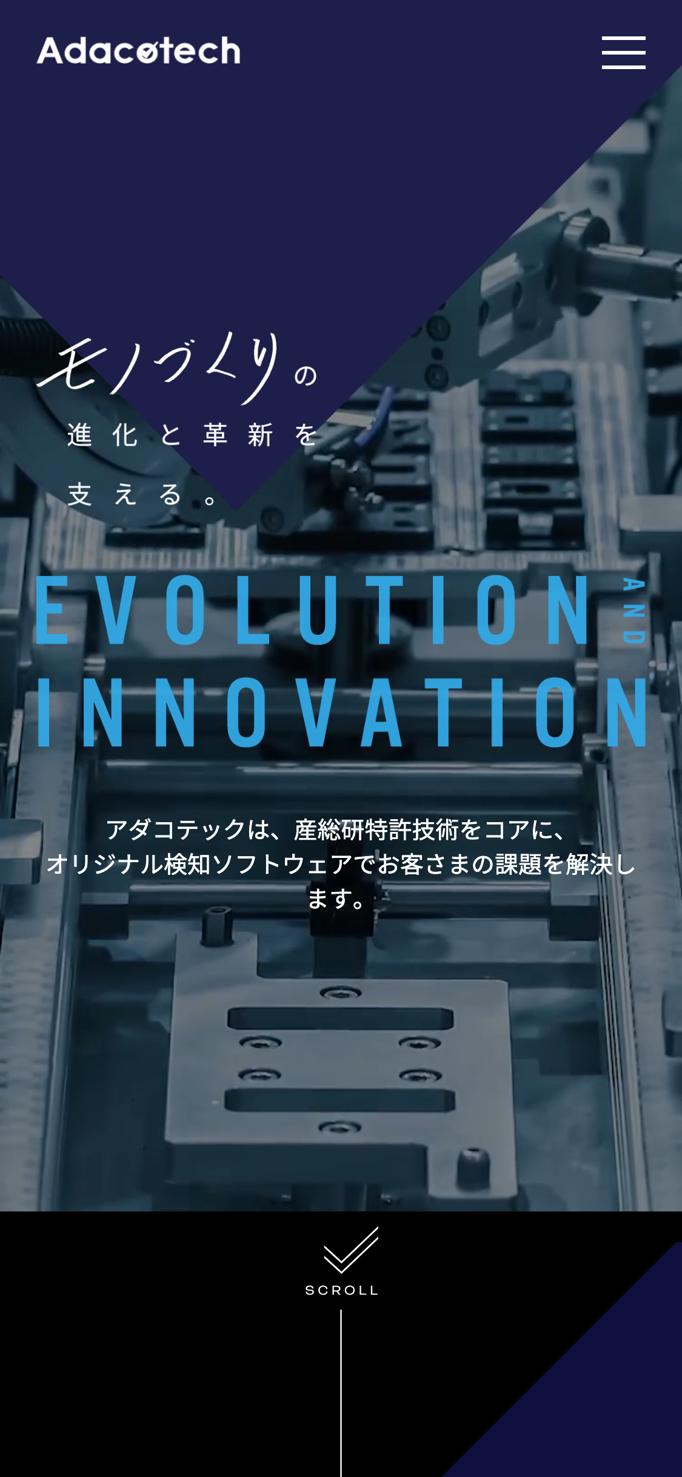 Adacotech
モノづくりの
進化と革新を
支える。
EVOLUTION AND
INNOVATION
アダコテックは、産総研特許技術をコアに、
オリジナル検知ソフトウェアでお客さまの課題を解決し
ます。
SCROLL